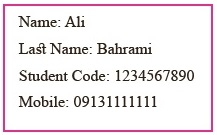 Name: Ali
Last Name: Bahrami
Student Code: 1234567890
Mobile: 09131111111